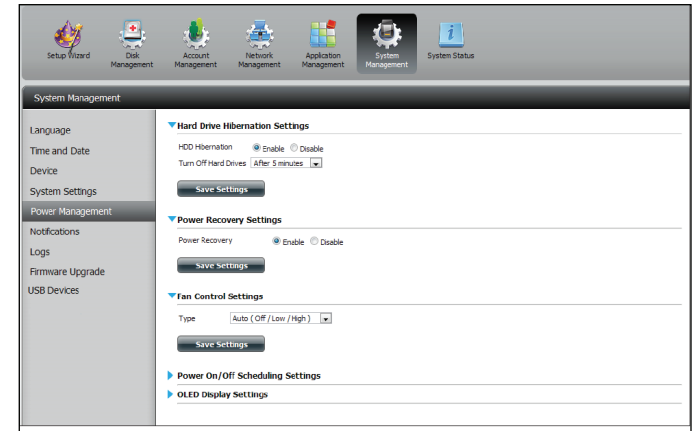 Setup Wizard
Disk Management
Account Management
Network Management
Application Management
System Management
System Status
System Management
Language
Time and Date
Device
System Settings
Power Management
Notifications
Logs
Firmware Upgrade
USB Devices
Hard Drive Hibernation Settings
HDD Hibernation Enable Disable
Turn Off Hard Drives After 5 minutes
Save Settings
Power Recovery Settings
Power Recovery Enable Disable
Save Settings
Fan Control Settings
Type Auto ( Off / Low / High )
Save Settings
Power On/Off Scheduling Settings
OLED Display Settings